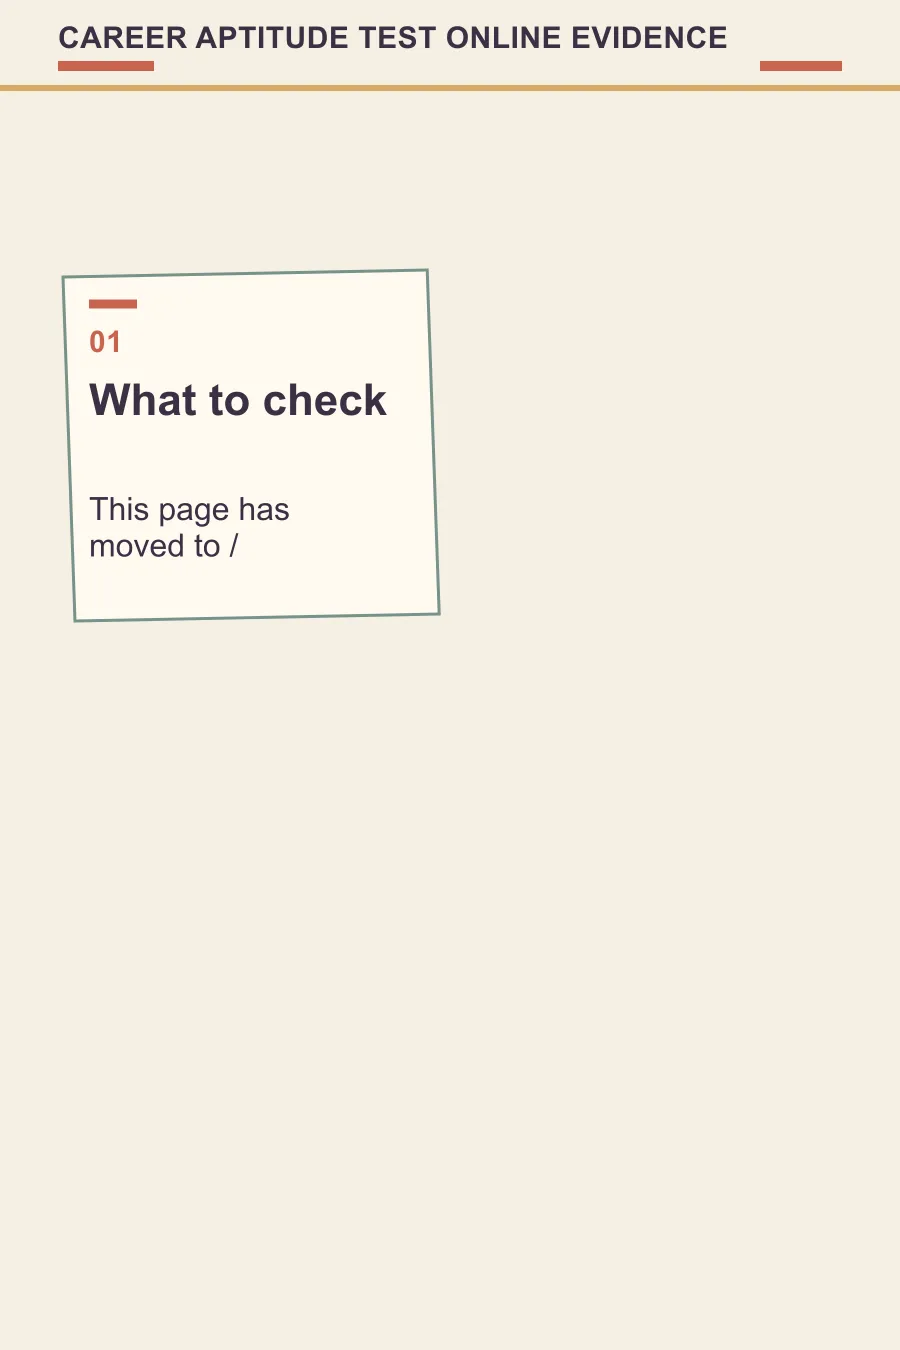 CAREER APTITUDE TEST ONLINE EVIDENCE
01
What to check
This page has
moved to /